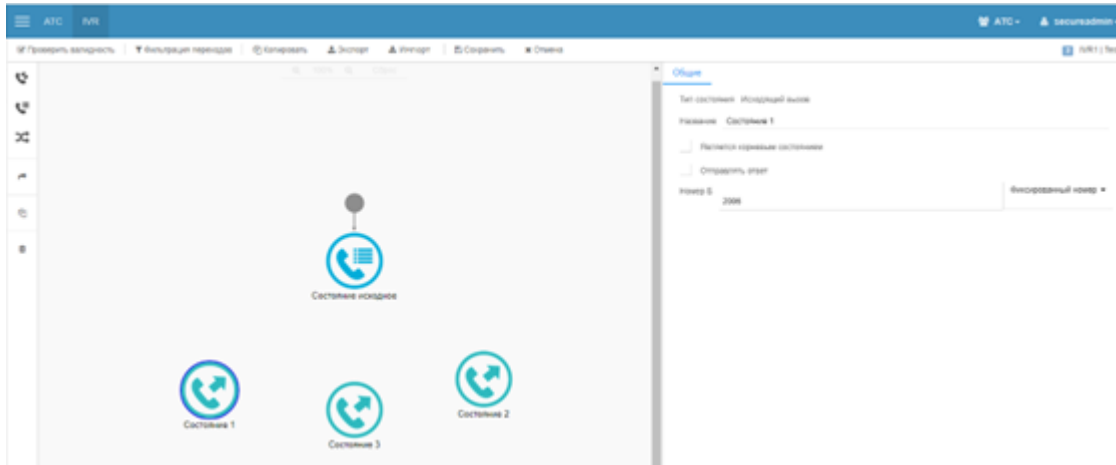 АТС IVR АТС secureadmin
Проверить валидность Фильтрация переходов Копировать Экспорт Импорт Сохранить Отмена IVR1 |
Общие
Тип состояния Исходящий вызов
Название Состояние 1
Является корневым состоянием
Отправлять ответ
Номер Б 2006 Фиксированный номер
Состояние исходное
Состояние 1
Состояние 2
Состояние 3